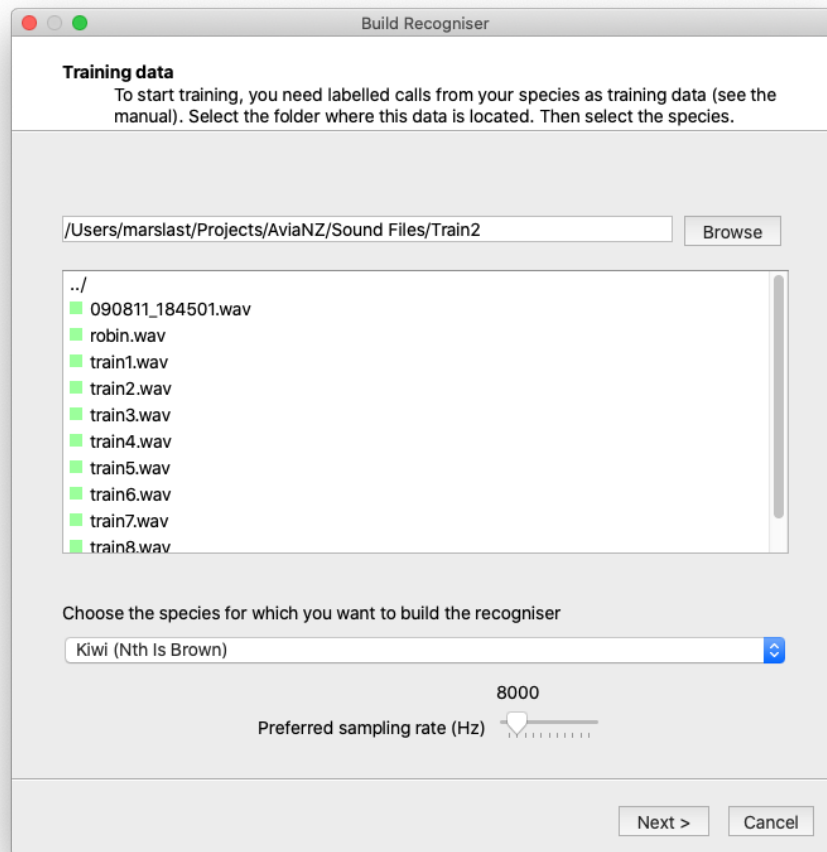 Build Recogniser
Training data
To start training, you need labelled calls from your species as training data (see the
manual). Select the folder where this data is located. Then select the species.
/Users/marslast/Projects/AviaNZ/Sound Files/Train2
Browse
../
090811_184501.wav
robin.wav
train1.wav
train2.wav
train3.wav
train4.wav
train5.wav
train6.wav
train7.wav
train8.wav
Choose the species for which you want to build the recogniser
Kiwi (Nth Is Brown)
8000
Preferred sampling rate (Hz)
Next >
Cancel